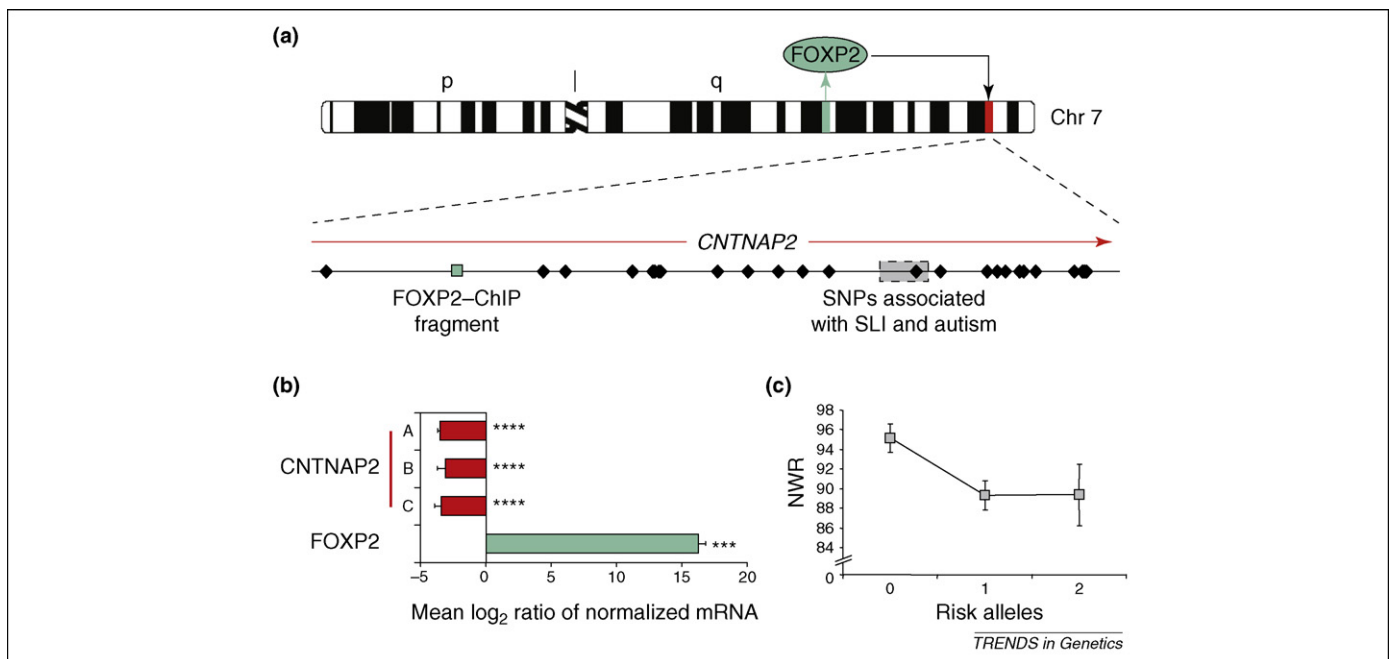 (a)
FOXP2
p
q
Chr 7
CNTNAP2
FOXP2–ChIP
fragment
SNPs associated
with SLI and autism
(b)
CNTNAP2
A
****
B
****
C
****
FOXP2
***
–5
0
5
10
15
20
Mean log2 ratio of normalized mRNA
(c)
NWR
98
96
94
92
90
88
86
84
0
0
1
2
Risk alleles
TRENDS in Genetics